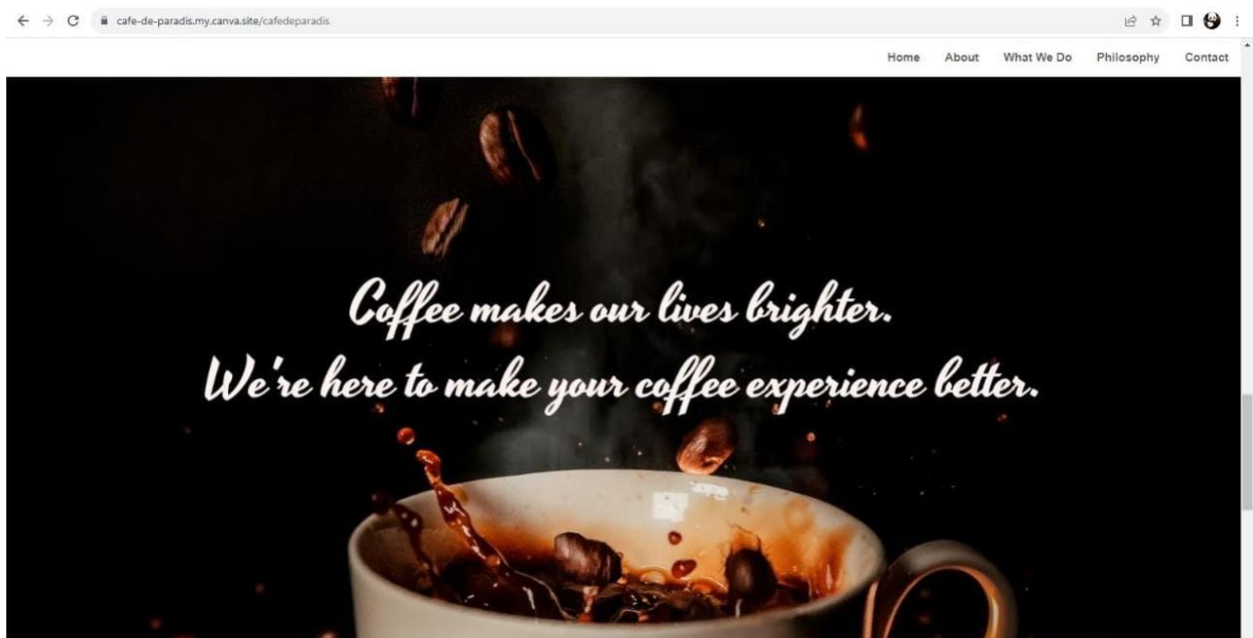 cafe-de-paradis.my.canva.site/cafedeparadis
Home About What We Do Philosophy Contact
Coffee makes our lives brighter.
We're here to make your coffee experience better.